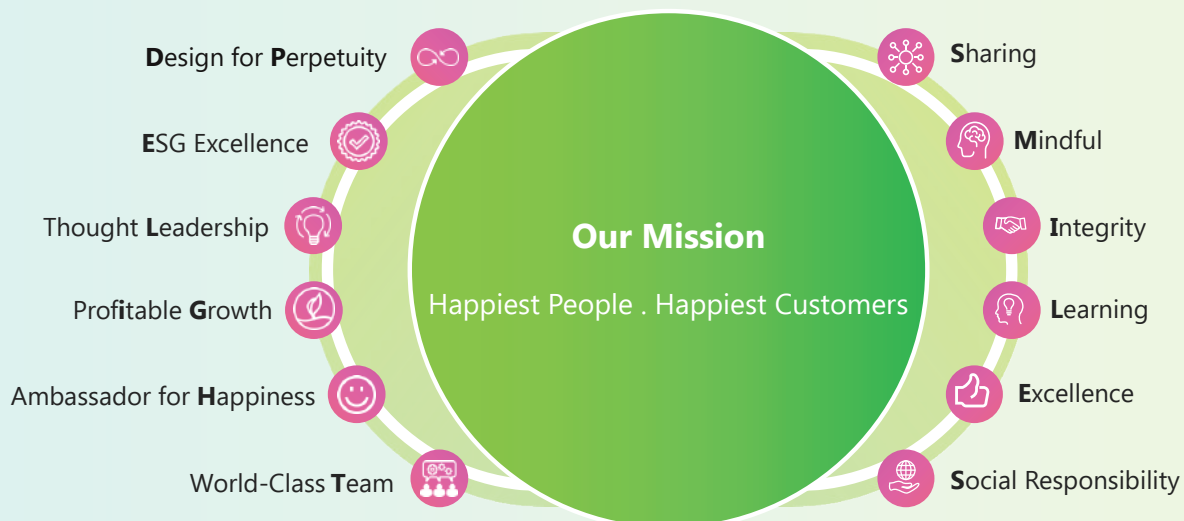 Design for Perpetuity
ESG Excellence
Thought Leadership
Profitable Growth
Ambassador for Happiness
World-Class Team
Our Mission
Happiest People . Happiest Customers
Sharing
Mindful
Integrity
Learning
Excellence
Social Responsibility